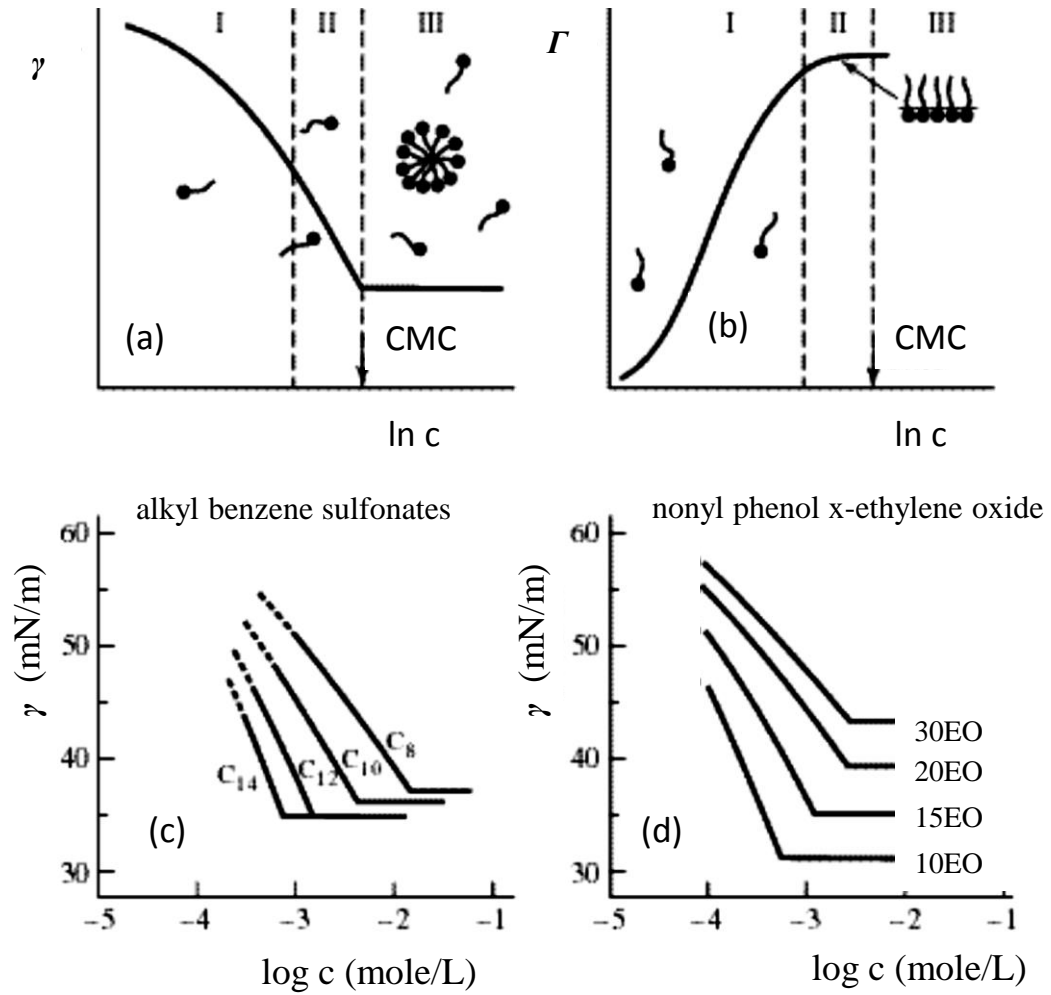 I II III
γ
(a)
CMC
ln c
I II III
Γ
(b)
CMC
ln c
alkyl benzene sulfonates
60
50
40
30
γ (mN/m)
C14 C12 C10 C8
(c)
-5 -4 -3 -2 -1
log c (mole/L)
nonyl phenol x-ethylene oxide
60
50
40
30
γ (mN/m)
30EO
20EO
15EO
10EO
(d)
-5 -4 -3 -2 -1
log c (mole/L)